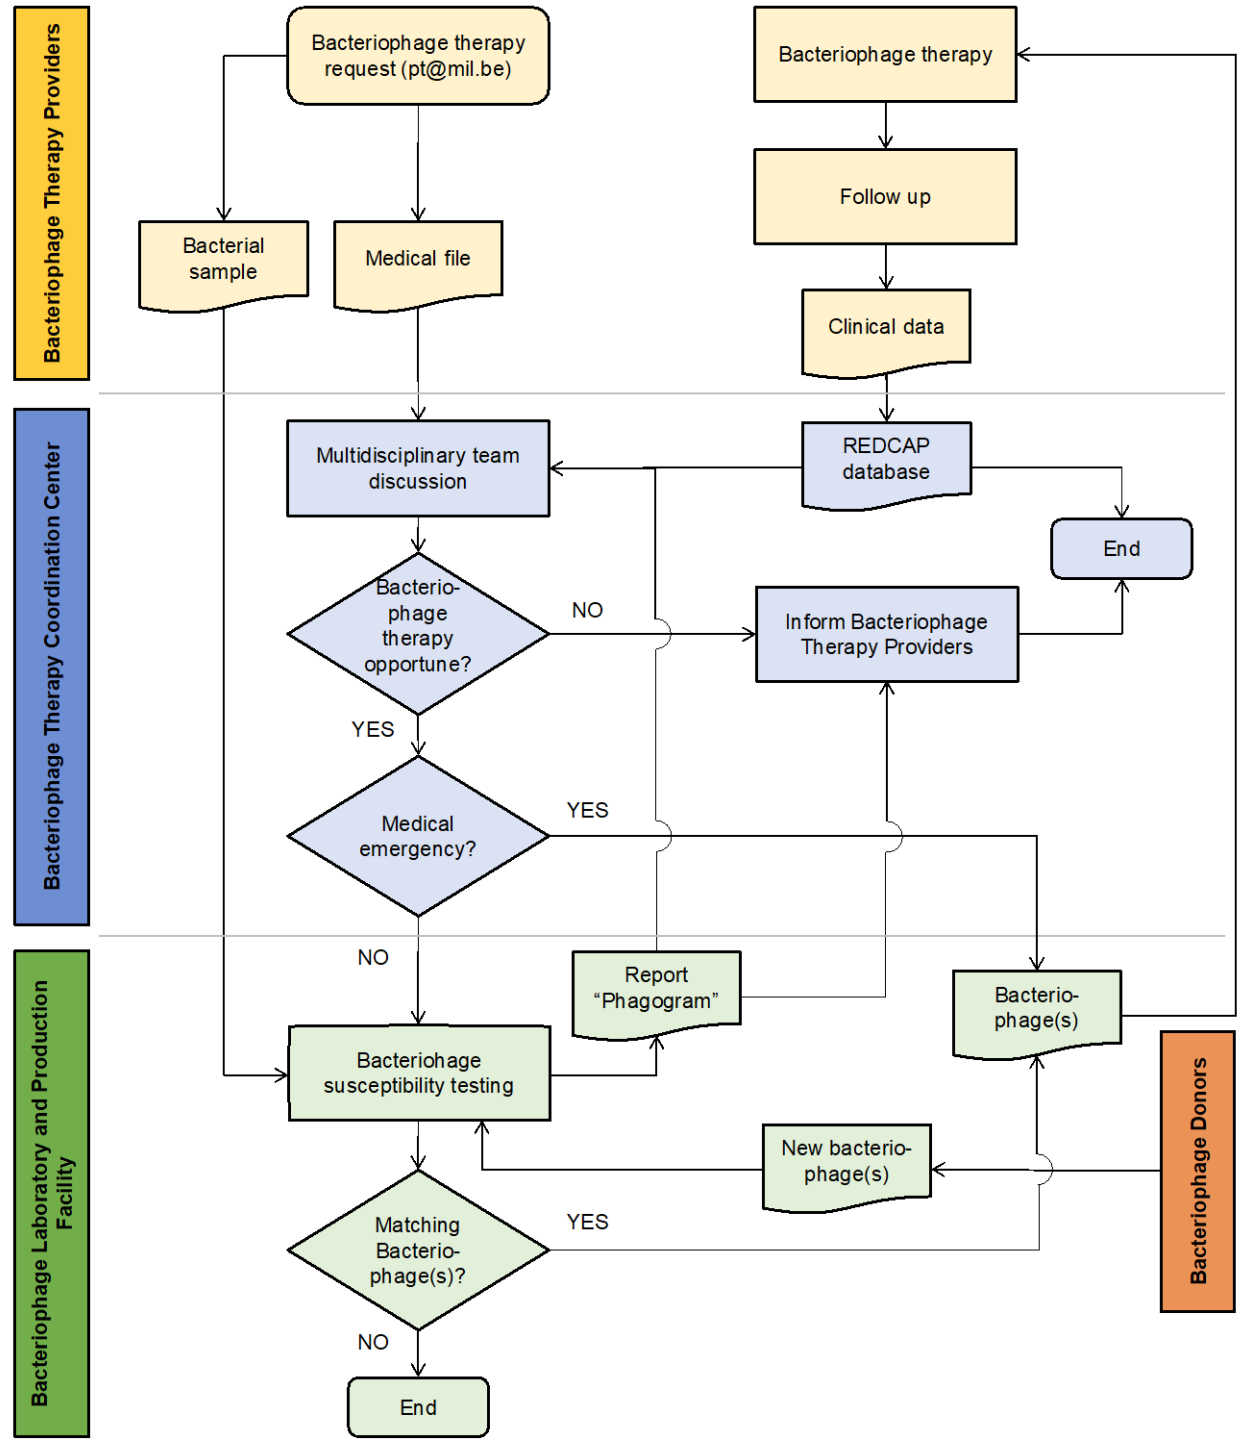 Bacteriophage Therapy Providers
Bacteriophage therapy
request (pt@mil.be)
Bacteriophage therapy
Follow up
Bacterial
sample
Medical file
Clinical data
Bacteriophage Therapy Coordination Center
Multidisciplinary team
discussion
REDCAP
database
End
Bacterio-
phage
therapy
opportune?
NO
Inform Bacteriophage
Therapy Providers
YES
Medical
emergency?
YES
NO
Bacteriophage Laboratory and Production
Facility
Report
“Phagogram”
Bacterio-
phage(s)
Bacteriohage
susceptibility testing
New bacterio-
phage(s)
Bacteriophage Donors
Matching
Bacterio-
phage(s)?
YES
NO
End